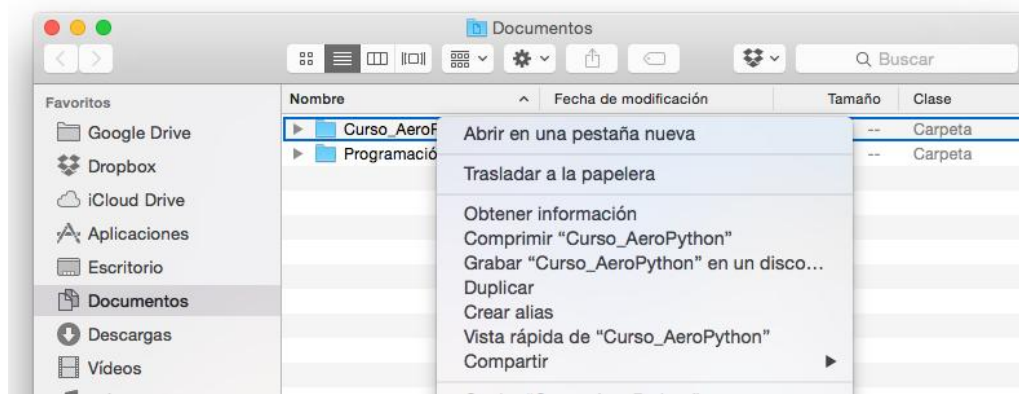 Documentos
Buscar
Favoritos
Nombre Fecha de modificación Tamaño Clase
Google Drive
Dropbox
iCloud Drive
Aplicaciones
Escritorio
Documentos
Descargas
Vídeos
Curso_Aero -- Carpeta
Programació -- Carpeta
Abrir en una pestaña nueva
Trasladar a la papelera
Obtener información
Comprimir “Curso_AeroPython”
Grabar “Curso_AeroPython” en un disco…
Duplicar
Crear alias
Vista rápida de “Curso_AeroPython”
Compartir